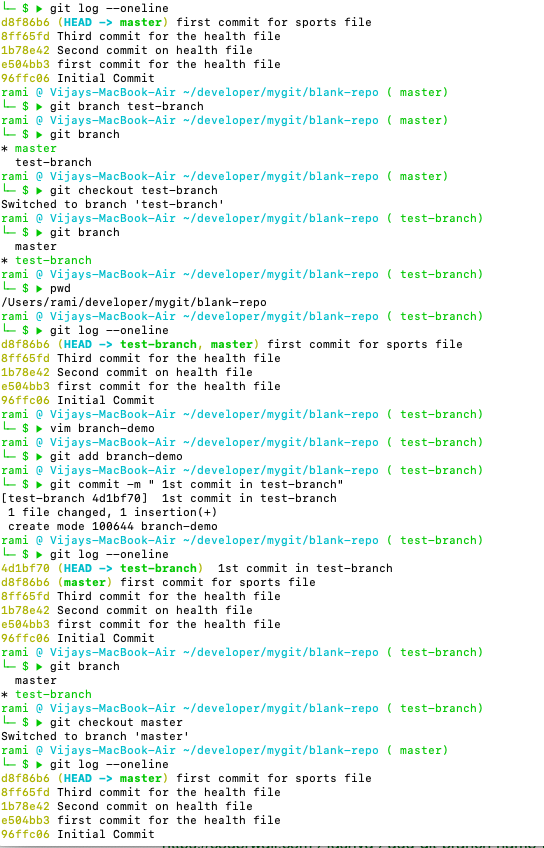 └─ $ ▶ git log --oneline
d8f86b6 (HEAD -> master) first commit for sports file
8ff65fd Third commit for the health file
1b78e42 Second commit on health file
e504bb3 first commit for the health file
96ffc06 Initial Commit
rami @ Vijays-MacBook-Air ~/developer/mygit/blank-repo ( master)
└─ $ ▶ git branch test-branch
rami @ Vijays-MacBook-Air ~/developer/mygit/blank-repo ( master)
└─ $ ▶ git branch
* master
  test-branch
rami @ Vijays-MacBook-Air ~/developer/mygit/blank-repo ( master)
└─ $ ▶ git checkout test-branch
Switched to branch 'test-branch'
rami @ Vijays-MacBook-Air ~/developer/mygit/blank-repo ( test-branch)
└─ $ ▶ git branch
  master
* test-branch
rami @ Vijays-MacBook-Air ~/developer/mygit/blank-repo ( test-branch)
└─ $ ▶ pwd
/Users/rami/developer/mygit/blank-repo
rami @ Vijays-MacBook-Air ~/developer/mygit/blank-repo ( test-branch)
└─ $ ▶ git log --oneline
d8f86b6 (HEAD -> test-branch, master) first commit for sports file
8ff65fd Third commit for the health file
1b78e42 Second commit on health file
e504bb3 first commit for the health file
96ffc06 Initial Commit
rami @ Vijays-MacBook-Air ~/developer/mygit/blank-repo ( test-branch)
└─ $ ▶ vim branch-demo
rami @ Vijays-MacBook-Air ~/developer/mygit/blank-repo ( test-branch)
└─ $ ▶ git add branch-demo
rami @ Vijays-MacBook-Air ~/developer/mygit/blank-repo ( test-branch)
└─ $ ▶ git commit -m " 1st commit in test-branch"
[test-branch 4d1bf70]  1st commit in test-branch
 1 file changed, 1 insertion(+)
 create mode 100644 branch-demo
rami @ Vijays-MacBook-Air ~/developer/mygit/blank-repo ( test-branch)
└─ $ ▶ git log --oneline
4d1bf70 (HEAD -> test-branch)  1st commit in test-branch
d8f86b6 (master) first commit for sports file
8ff65fd Third commit for the health file
1b78e42 Second commit on health file
e504bb3 first commit for the health file
96ffc06 Initial Commit
rami @ Vijays-MacBook-Air ~/developer/mygit/blank-repo ( test-branch)
└─ $ ▶ git branch
  master
* test-branch
rami @ Vijays-MacBook-Air ~/developer/mygit/blank-repo ( test-branch)
└─ $ ▶ git checkout master
Switched to branch 'master'
rami @ Vijays-MacBook-Air ~/developer/mygit/blank-repo ( master)
└─ $ ▶ git log --oneline
d8f86b6 (HEAD -> master) first commit for sports file
8ff65fd Third commit for the health file
1b78e42 Second commit on health file
e504bb3 first commit for the health file
96ffc06 Initial Commit